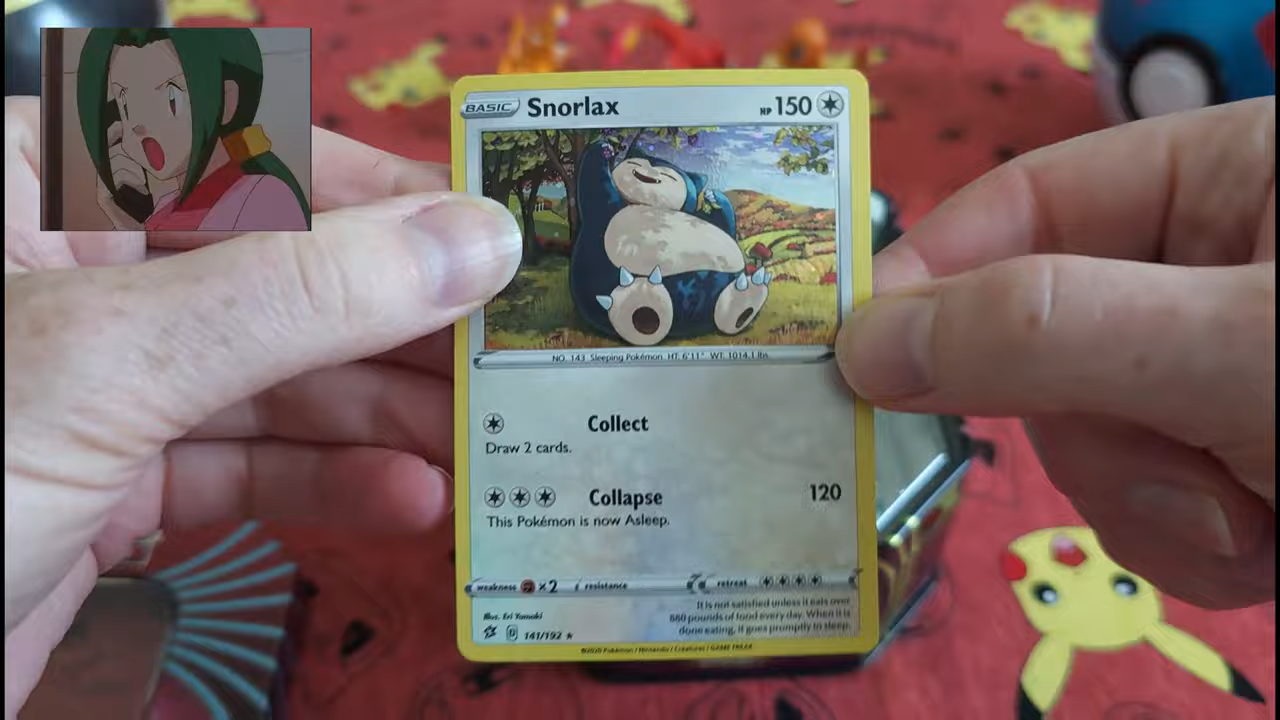 BASIC Snorlax HP 150
NO. 143 Sleeping Pokémon HT: 6'11" WT: 1014.1 lbs.
Collect
Draw 2 cards.
Collapse 120
This Pokémon is now Asleep.
weakness ×2 resistance retreat
It is not satisfied unless it eats over
880 pounds of food every day. When it is
done eating, it goes promptly to sleep.
Illus. Eri Yamaki
D 141/192 ★
©2020 Pokémon / Nintendo / Creatures / GAME FREAK